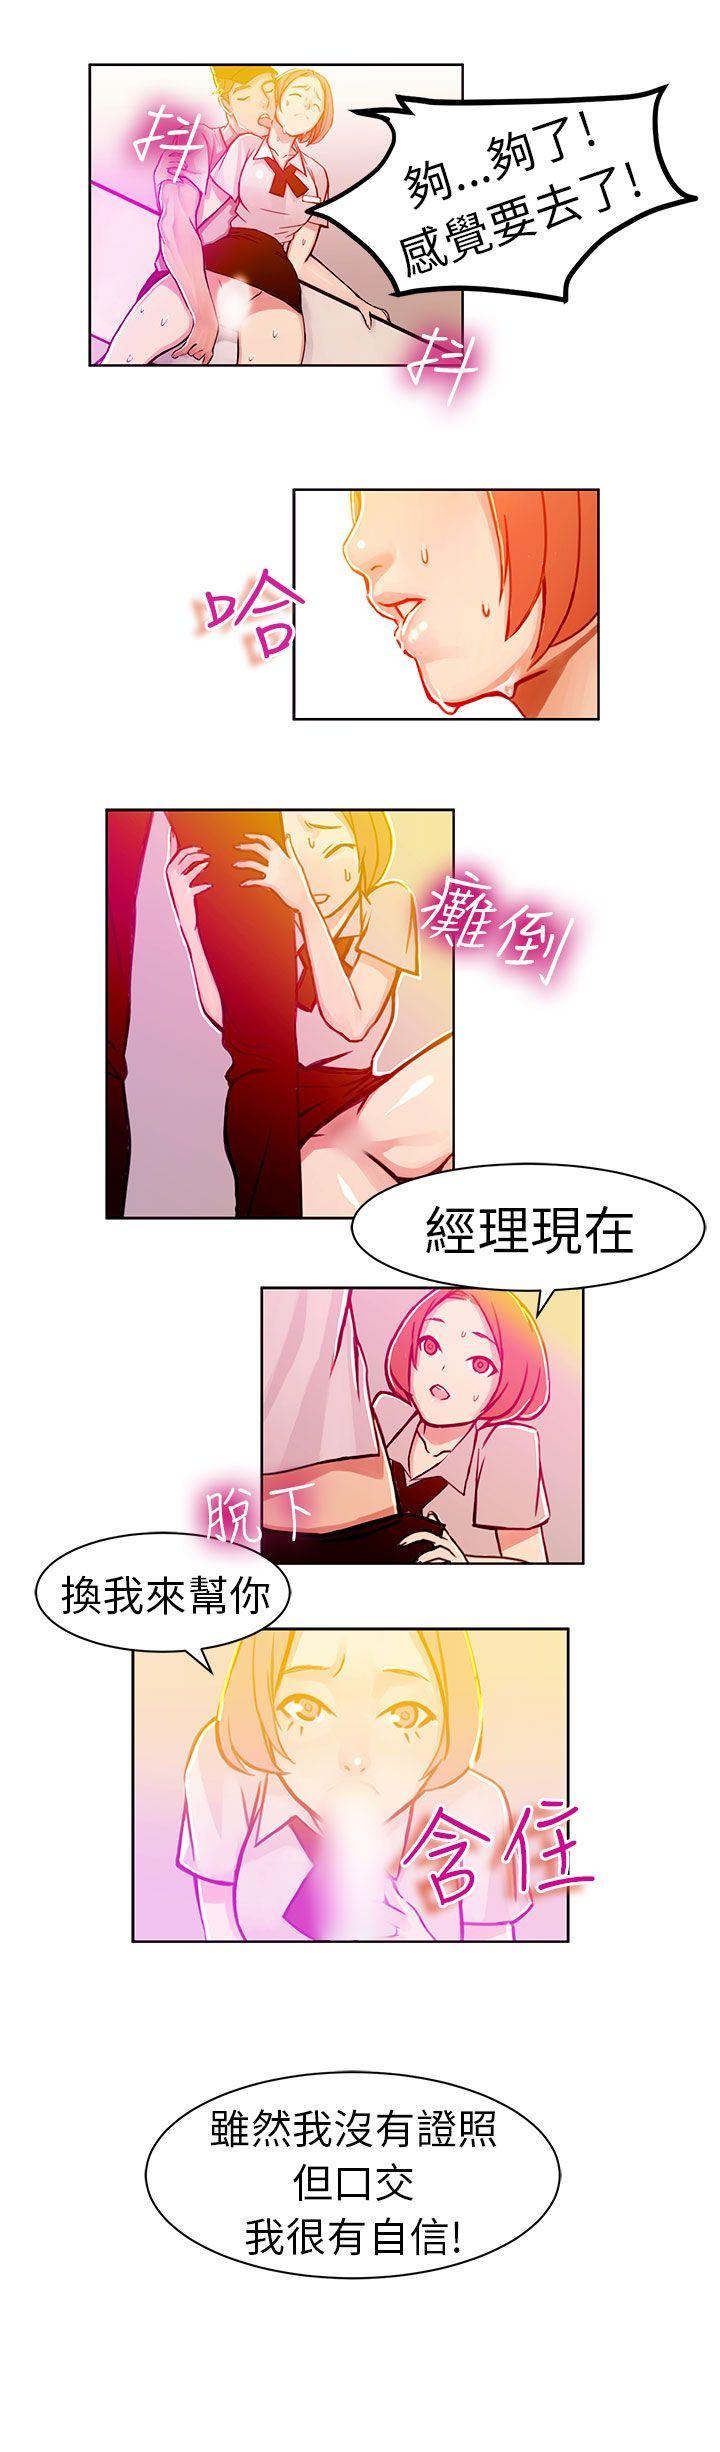 抖
夠...夠了!
感覺要去了!
抖
哈
癱倒
經理現在
脫下
換我來幫你
含住
雖然我沒有證照
但口交
我很有自信!